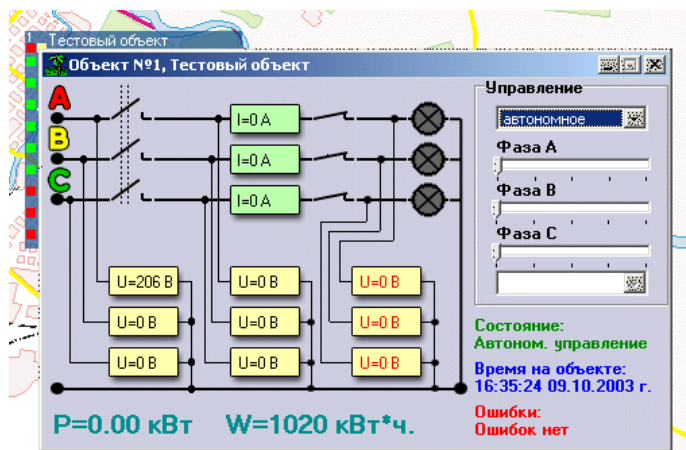 1 Тестовый объект
Объект №1, Тестовый объект
A
B
C
I=0 A
I=0 A
I=0 A
U=206 В
U=0 В
U=0 В
U=0 В
U=0 В
U=0 В
U=0 В
U=0 В
U=0 В
P=0.00 кВт W=1020 кВт*ч.
Управление
автономное
Фаза A
Фаза B
Фаза C
Состояние:
Автоном. управление
Время на объекте:
16:35:24 09.10.2003 г.
Ошибки:
Ошибок нет